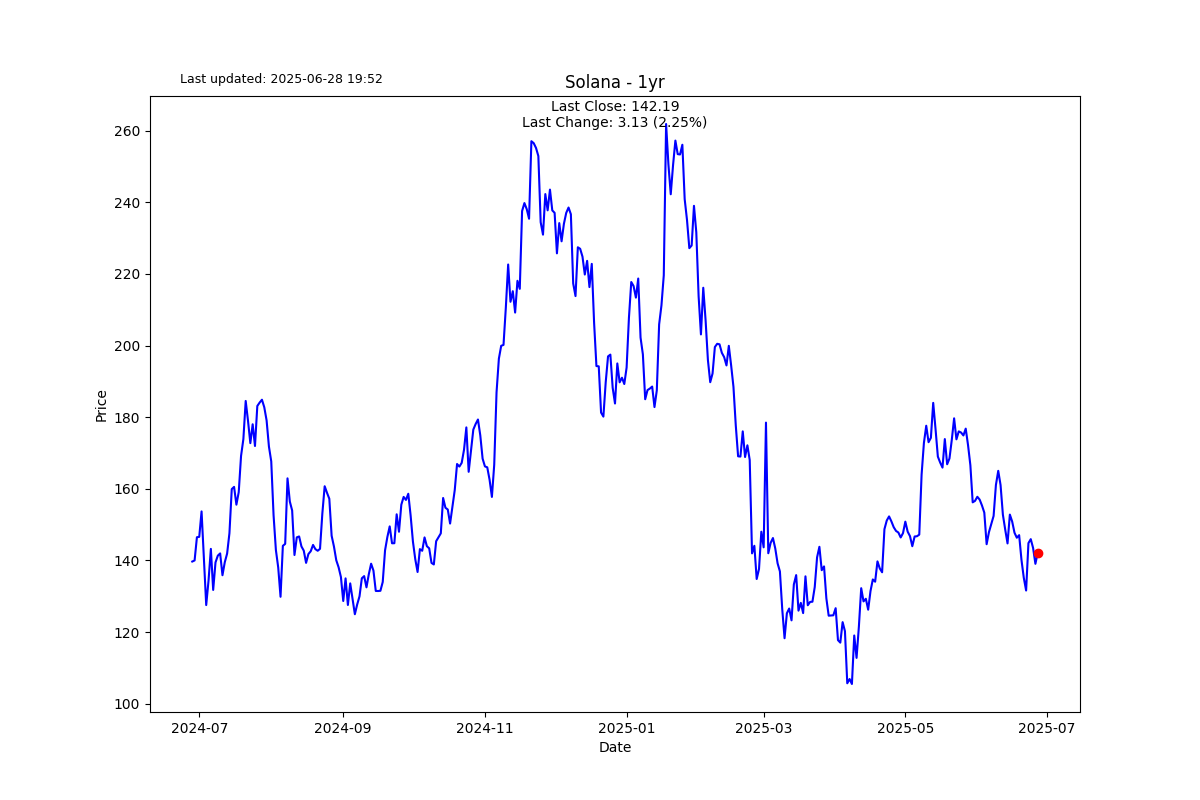 Last updated: 2025-06-28 19:52
Solana - 1yr
Last Close: 142.19
Last Change: 3.13 (2.25%)
260
240
220
200
180
160
140
120
100
Price
2024-07
2024-09
2024-11
2025-01
2025-03
2025-05
2025-07
Date